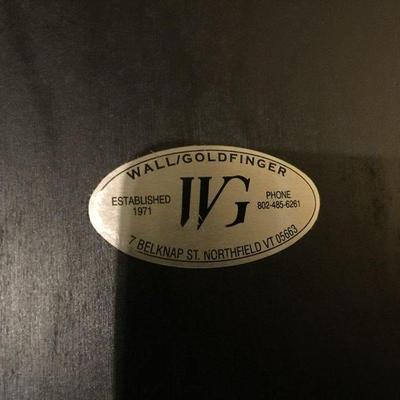 WALL/GOLDFINGER
ESTABLISHED
1971
WG
PHONE
802-485-6261
7 BELKNAP ST. NORTHFIELD VT 05663